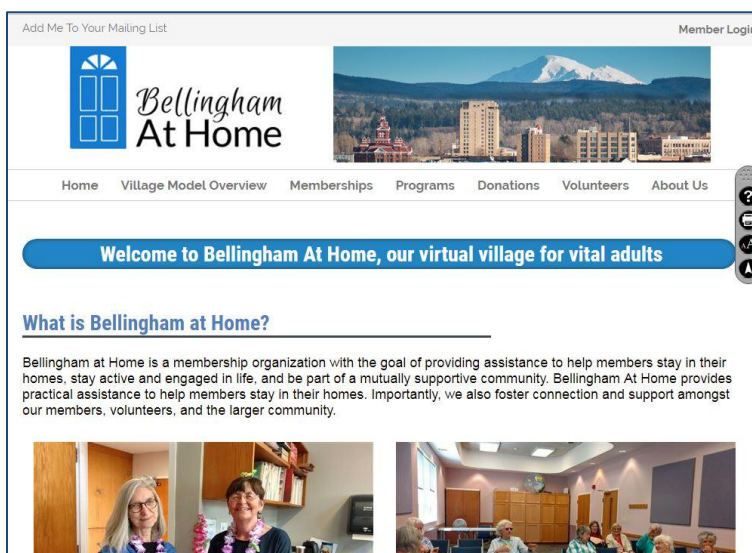 Add Me To Your Mailing List
Member Login
Bellingham
At Home
Home Village Model Overview Memberships Programs Donations Volunteers About Us
?
AA
Welcome to Bellingham At Home, our virtual village for vital adults
What is Bellingham at Home?
Bellingham at Home is a membership organization with the goal of providing assistance to help members stay in their
homes, stay active and engaged in life, and be part of a mutually supportive community. Bellingham At Home provides
practical assistance to help members stay in their homes. Importantly, we also foster connection and support amongst
our members, volunteers, and the larger community.